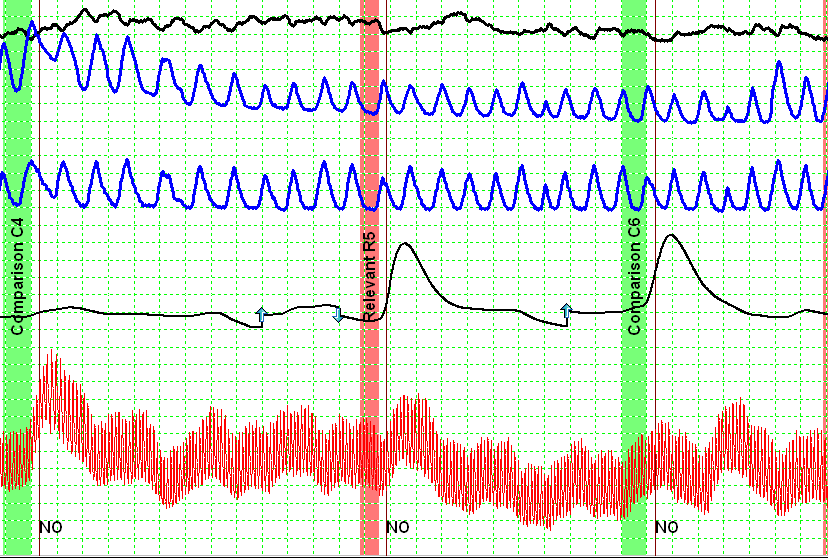 Comparison C4
Relevant R5
Comparison C6
NO
NO
NO